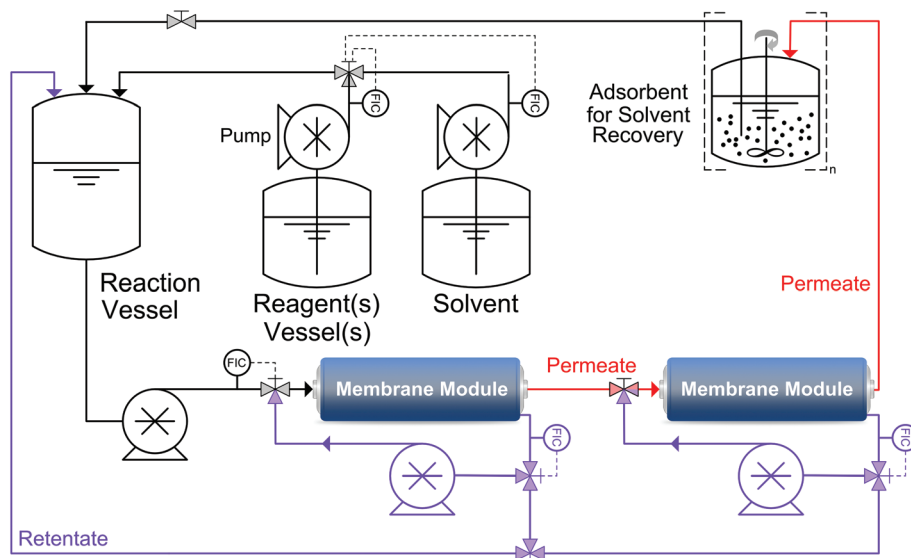 Adsorbent
for Solvent
Recovery
n
FIC
FIC
Pump
Reaction
Vessel
Reagent(s)
Vessel(s)
Solvent
Permeate
FIC
Membrane Module
Permeate
Membrane Module
FIC
FIC
Retentate